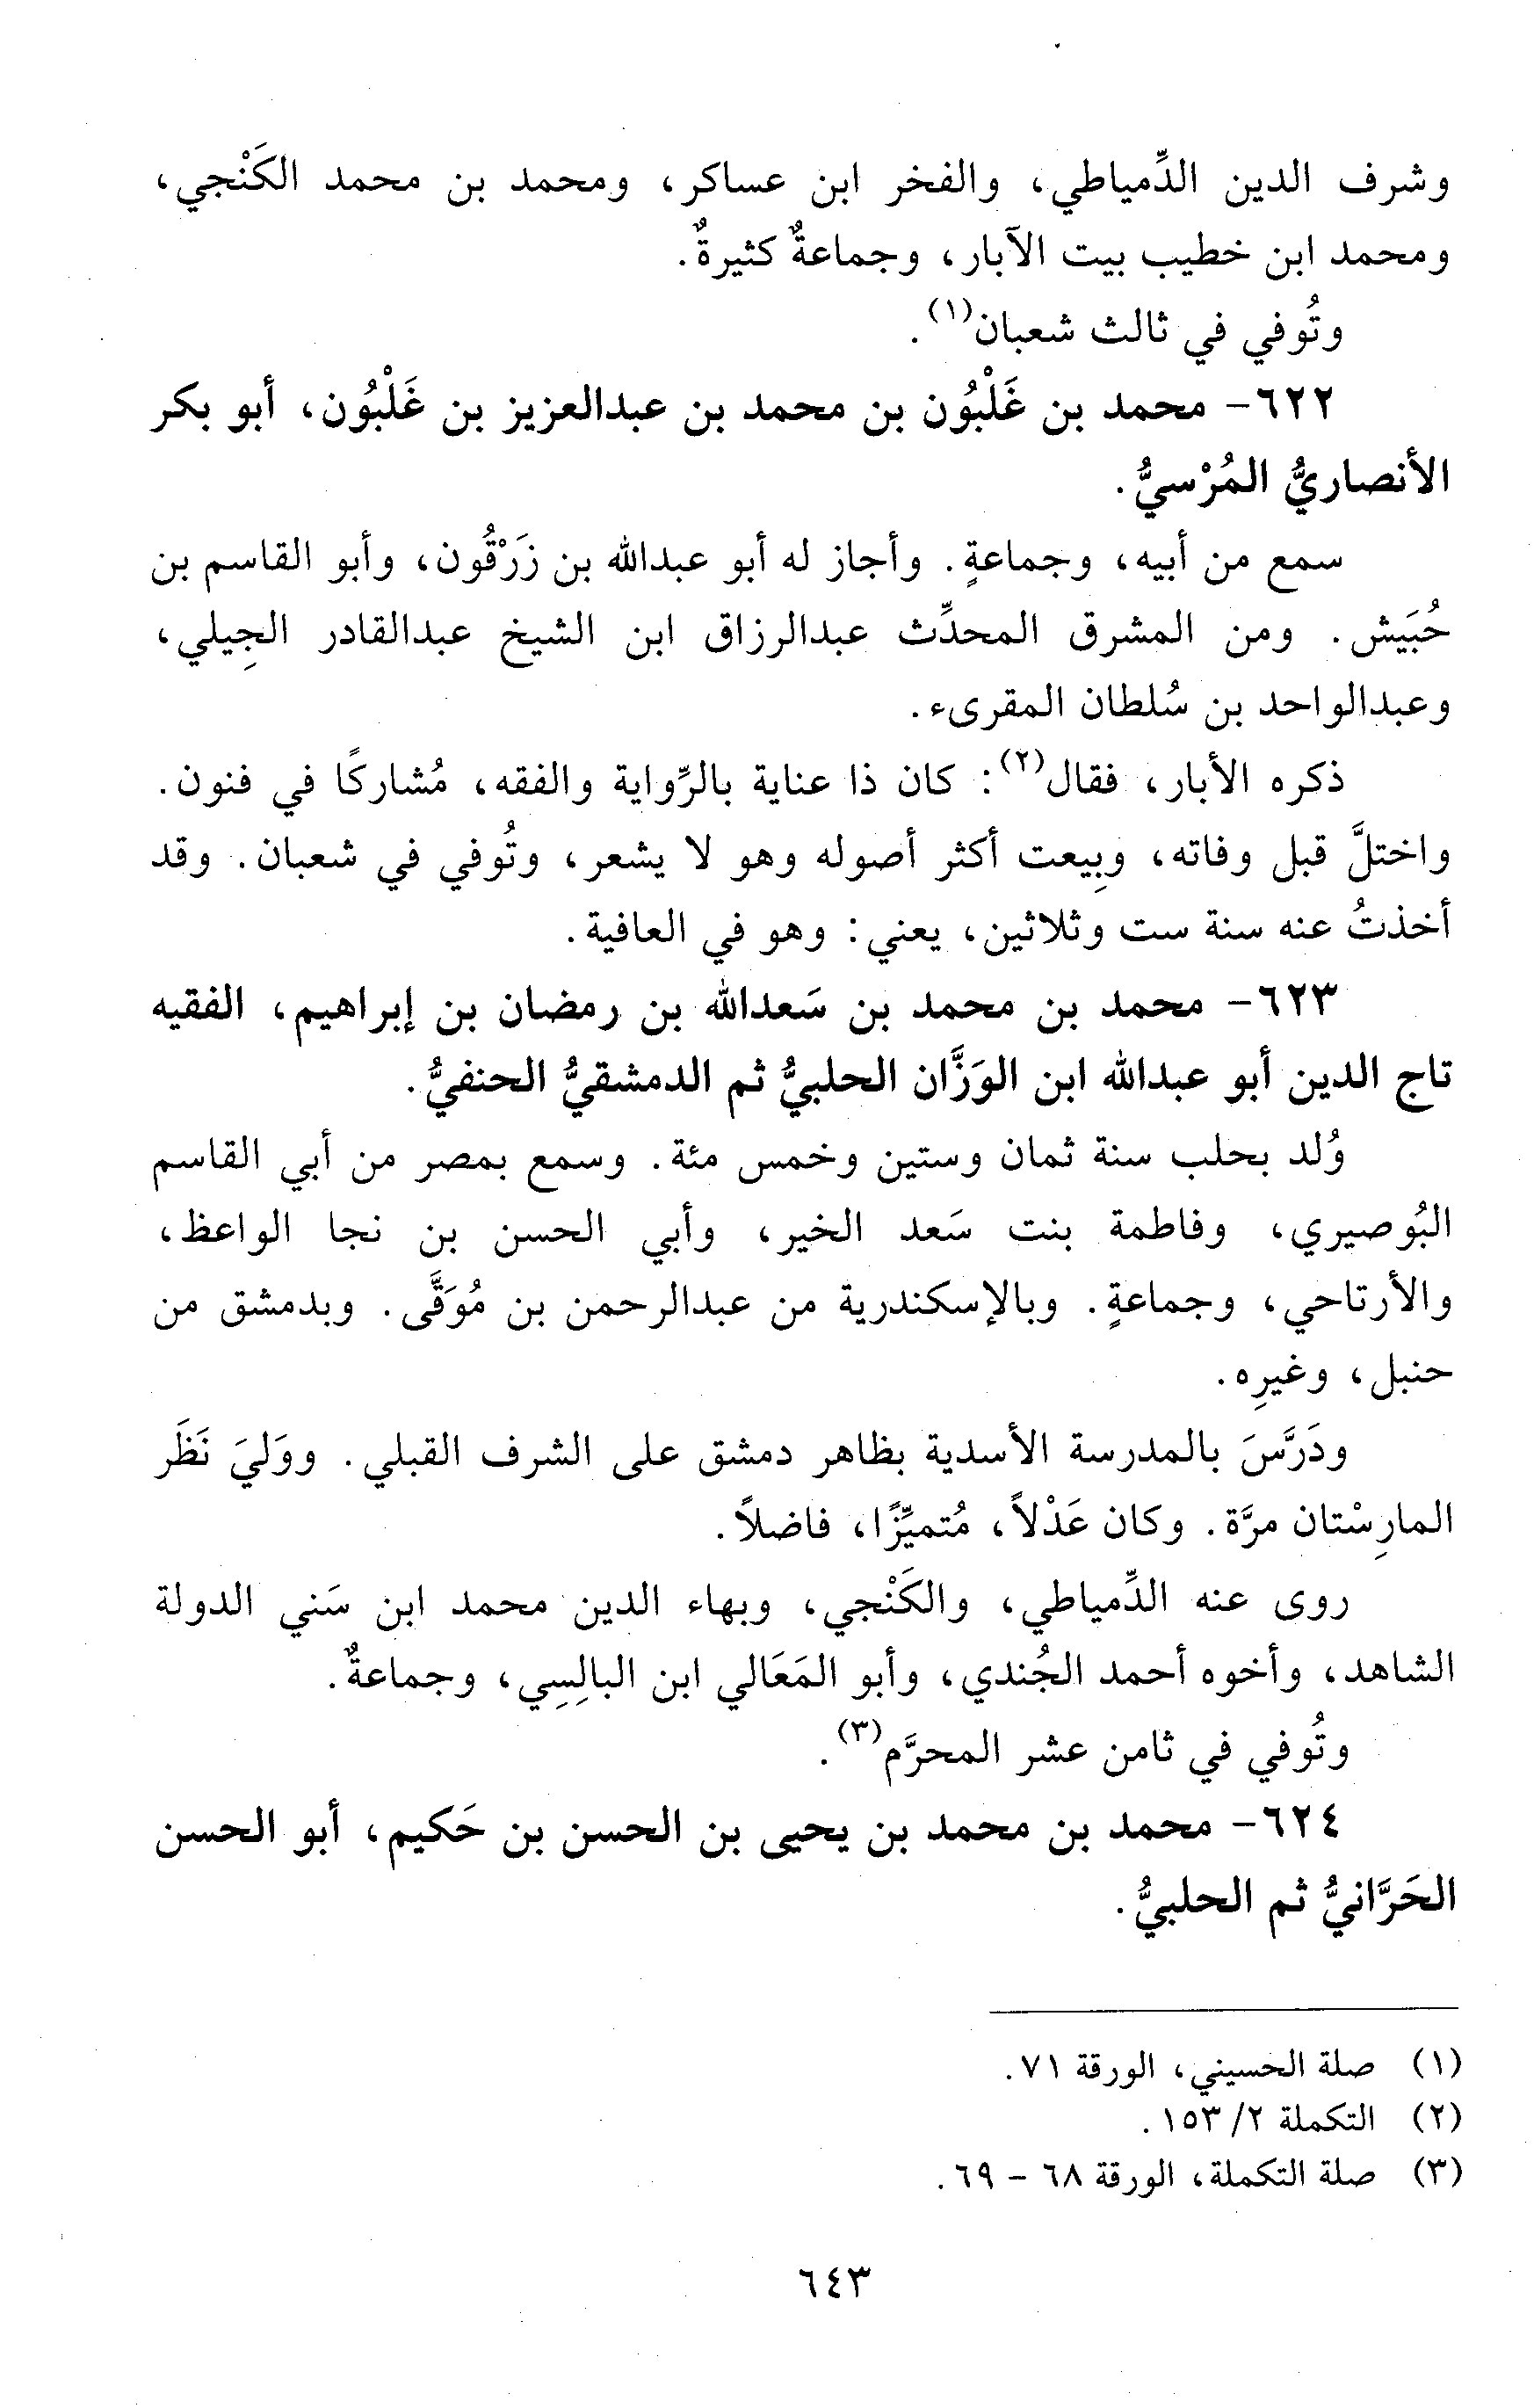 وشرف الدين الدِّمياطي، والفخر ابن عساكر، ومحمد بن محمد الكَنْجي،
ومحمد ابن خطيب بيت الآبار، وجماعةٌ كثيرةٌ.
وتُوفي في ثالث شعبان(١).
٦٢٢- محمد بن غَلْبُون بن محمد بن عبدالعزيز بن غَلْبُون، أبو بكر
الأنصاريُّ المُرْسيُّ.
سمع من أبيه، وجماعةٍ. وأجاز له أبو عبدالله بن زَرْقُون، وأبو القاسم بن
حُبَيش. ومن المشرق المحدِّث عبدالرزاق ابن الشيخ عبدالقادر الجِيلي،
وعبدالواحد بن سُلطان المقرىء.
ذكره الأبار، فقال(٢): كان ذا عناية بالرِّواية والفقه، مُشاركًا في فنون.
واختلَّ قبل وفاته، وبِيعت أكثر أصوله وهو لا يشعر، وتُوفي في شعبان. وقد
أخذتُ عنه سنة ست وثلاثين، يعني: وهو في العافية.
٦٢٣- محمد بن محمد بن سَعدالله بن رمضان بن إبراهيم، الفقيه
تاج الدين أبو عبدالله ابن الوَزَّان الحلبيُّ ثم الدمشقيُّ الحنفيُّ.
وُلد بحلب سنة ثمان وستين وخمس مئة. وسمع بمصر من أبي القاسم
البُوصيري، وفاطمة بنت سَعد الخير، وأبي الحسن بن نجا الواعظ،
والأرتاحي، وجماعةٍ. وبالإسكندرية من عبدالرحمن بن مُوَقَّى. وبدمشق من
حنبل، وغيرِه.
ودَرَّسَ بالمدرسة الأسدية بظاهر دمشق على الشرف القبلي. ووَليَ نَظَر
المارِسْتان مرَّة. وكان عَدْلاً، مُتميِّزًا، فاضلاً.
روى عنه الدِّمياطي، والكَنْجي، وبهاء الدين محمد ابن سَني الدولة
الشاهد، وأخوه أحمد الجُندي، وأبو المَعَالي ابن البالِسِي، وجماعةٌ.
وتُوفي في ثامن عشر المحرَّم(٣).
٦٢٤- محمد بن محمد بن يحيى بن الحسن بن حَكيم، أبو الحسن
الحَرَّانيُّ ثم الحلبيُّ.
(١) صلة الحسيني، الورقة ٧١.
(٢) التكملة ٢/ ١٥٣.
(٣) صلة التكملة، الورقة ٦٨ - ٦٩.
٦٤٣